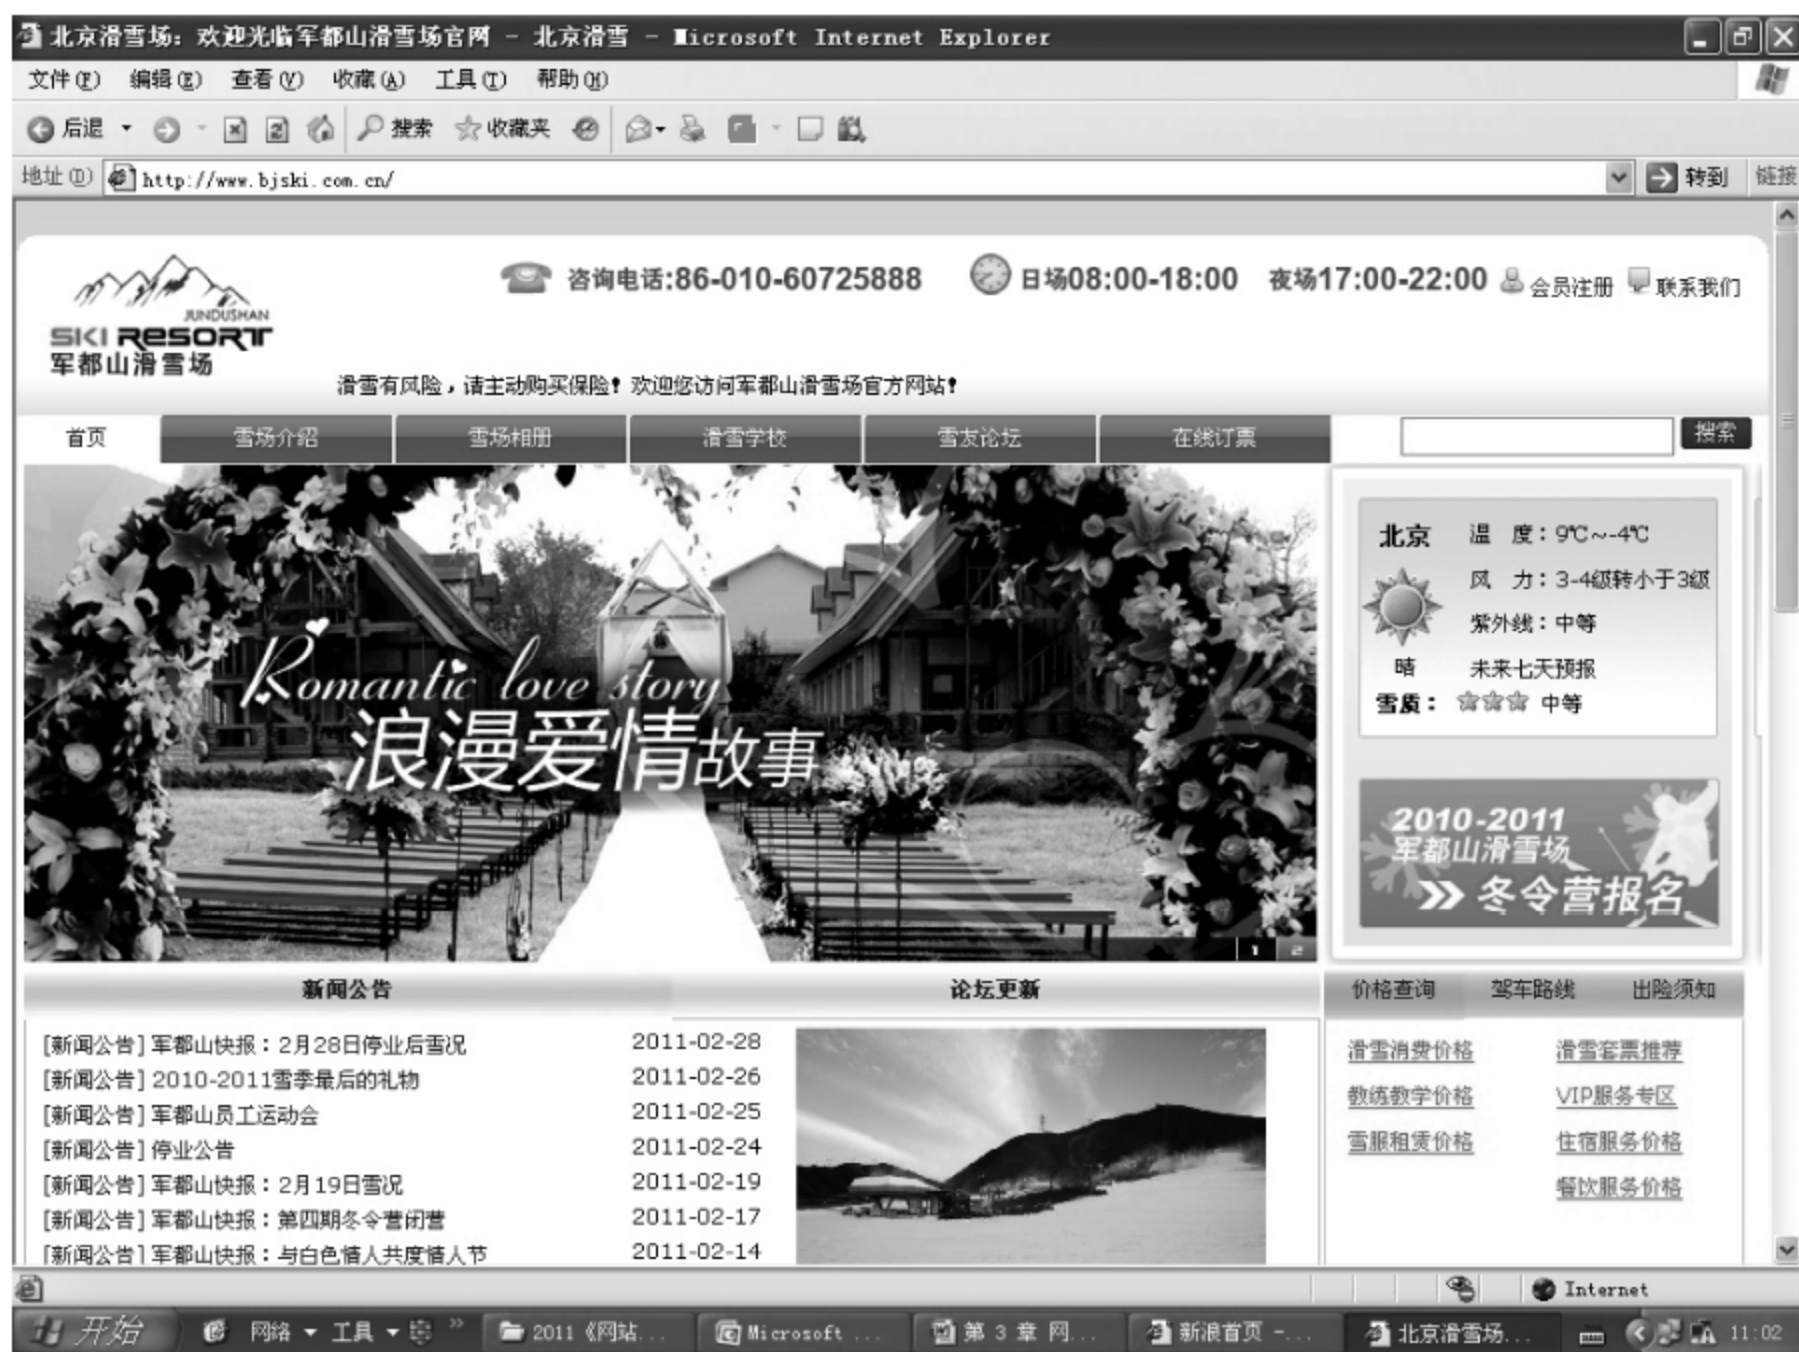 北京滑雪场：欢迎光临军都山滑雪场官网 - 北京滑雪 - Microsoft Internet Explorer
文件(F) 编辑(E) 查看(V) 收藏(A) 工具(T) 帮助(H)
后退 搜索 收藏夹
地址(D) http://www.bjski.com.cn/ 转到 链接
咨询电话:86-010-60725888 日场08:00-18:00 夜场17:00-22:00 会员注册 联系我们
JUNDUSHAN
SKI RESORT
军都山滑雪场
滑雪有风险，请主动购买保险！欢迎您访问军都山滑雪场官方网站！
首页 雪场介绍 雪场相册 滑雪学校 雪友论坛 在线订票 搜索
北京 温 度：9℃~-4℃
风 力：3-4级转小于3级
紫外线：中等
晴 未来七天预报
雪质： 中等
Romantic love story
浪漫爱情故事
2010-2011
军都山滑雪场
冬令营报名
1 2
新闻公告 论坛更新 价格查询 驾车路线 出险须知
[新闻公告] 军都山快报：2月28日停业后雪况 2011-02-28
[新闻公告] 2010-2011雪季最后的礼物 2011-02-26
[新闻公告] 军都山员工运动会 2011-02-25
[新闻公告] 停业公告 2011-02-24
[新闻公告] 军都山快报：2月19日雪况 2011-02-19
[新闻公告] 军都山快报：第四期冬令营闭营 2011-02-17
[新闻公告] 军都山快报：与白色情人共度情人节 2011-02-14
滑雪消费价格 滑雪套票推荐
教练教学价格 VIP服务专区
雪服租赁价格 住宿服务价格
餐饮服务价格
Internet
开始 网络 工具 2011《网站... Microsoft ... 第 3 章 网... 新浪首页 -... 北京滑雪场... 11:02